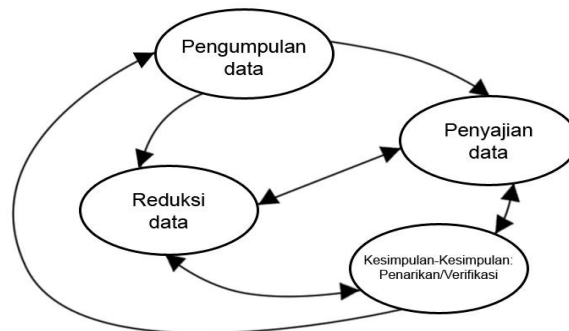 Pengumpulan
data
Penyajian
data
Reduksi
data
Kesimpulan-Kesimpulan:
Penarikan/Verifikasi